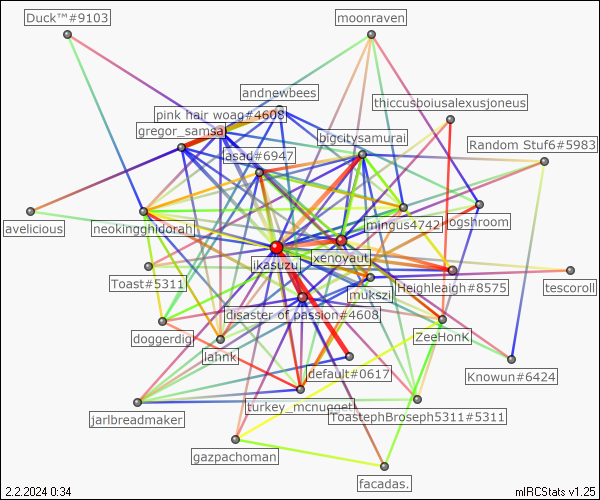 Duck™#9103
moonraven
andnewbees
thiccusboiusalexusjoneus
pink hair woag#4608
gregor_samsa
bigcitysamurai
Random Stuf6#5983
jasad#6947
avelicious
neokingghidorah
mingus4742
ogshroom
ikasuzu
xenoyaut
Toast#5311
mukszil
Heighleaigh#8575
tescoroll
disaster of passion#4608
doggerdig
lahnk
ZeeHonK
default#0617
Knowun#6424
turkey_mcnugget
jarlbreadmaker
ToastephBroseph5311#5311
gazpachoman
facadas.
2.2.2024 0:34
mIRCStats v1.25